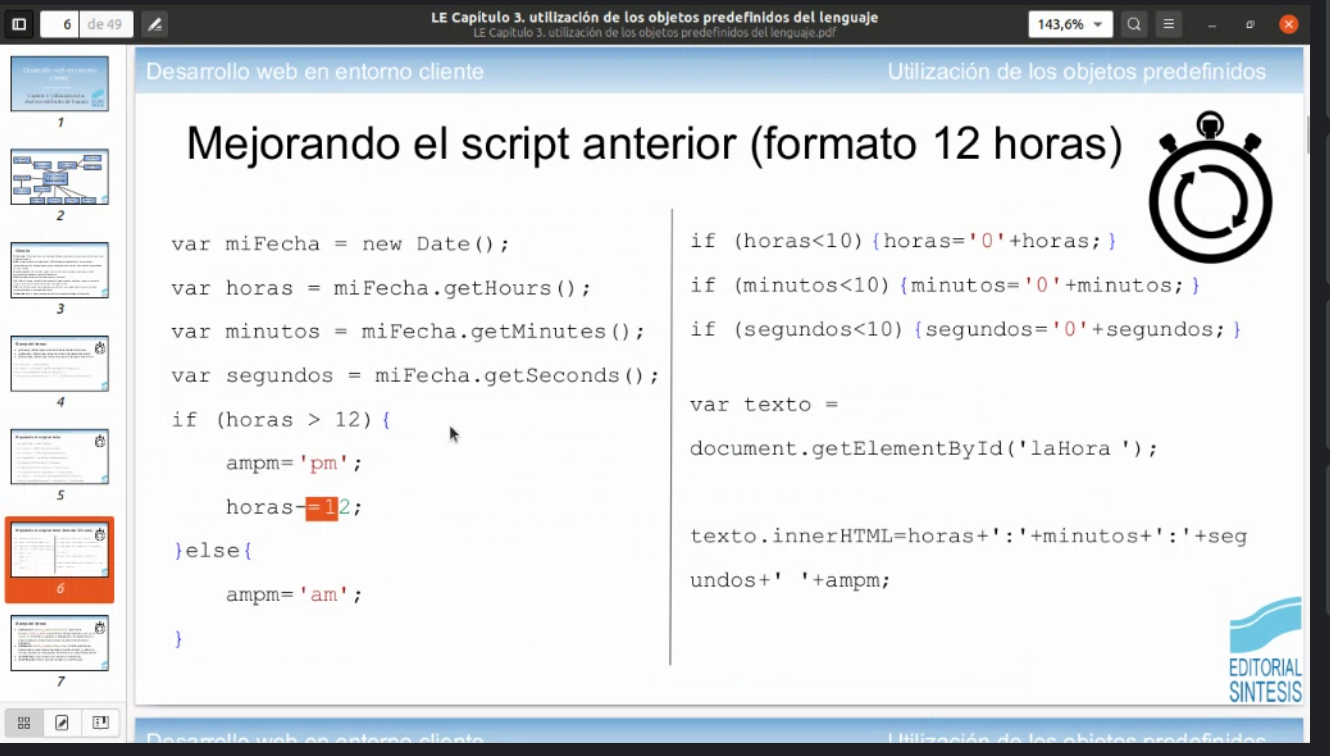 6 de 49
LE Capítulo 3. utilización de los objetos predefinidos del lenguaje
LE Capitulo 3. utilización de los objetos predefinidos del lenguaje.pdf
143,6%
Desarrollo web en entorno cliente
Utilización de los objetos predefinidos
Mejorando el script anterior (formato 12 horas)
var miFecha = new Date();
var horas = miFecha.getHours();
var minutos = miFecha.getMinutes();
var segundos = miFecha.getSeconds();
if (horas > 12){
ampm='pm';
horas-=12;
}else{
ampm='am';
}
if (horas<10){horas='0'+horas;}
if (minutos<10){minutos='0'+minutos;}
if (segundos<10){segundos='0'+segundos;}
var texto =
document.getElementById('laHora ');
texto.innerHTML=horas+':'+minutos+':'+seg
undos+' '+ampm;
EDITORIAL
SINTESIS
1
2
3
4
5
6
7
Desarrollo web en entorno cliente
Utilización de los objetos predefinidos